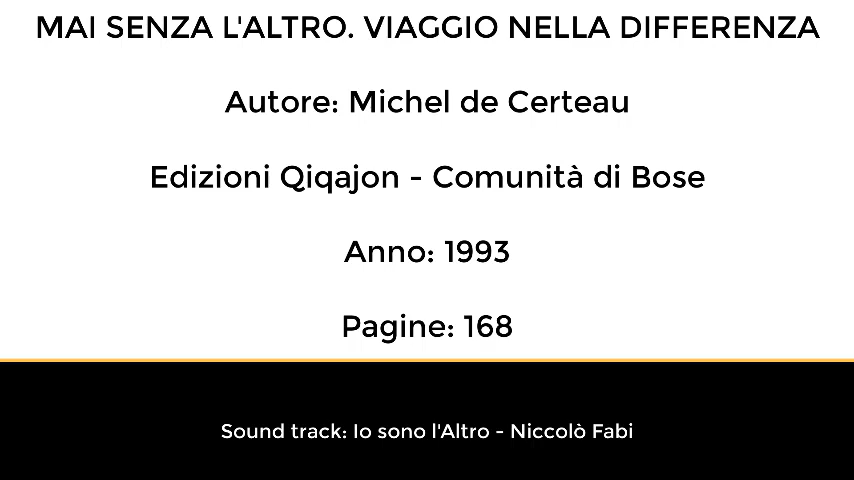 MAI SENZA L'ALTRO. VIAGGIO NELLA DIFFERENZA
Autore: Michel de Certeau
Edizioni Qiqajon - Comunità di Bose
Anno: 1993
Pagine: 168
Sound track: Io sono l'Altro - Niccolò Fabi